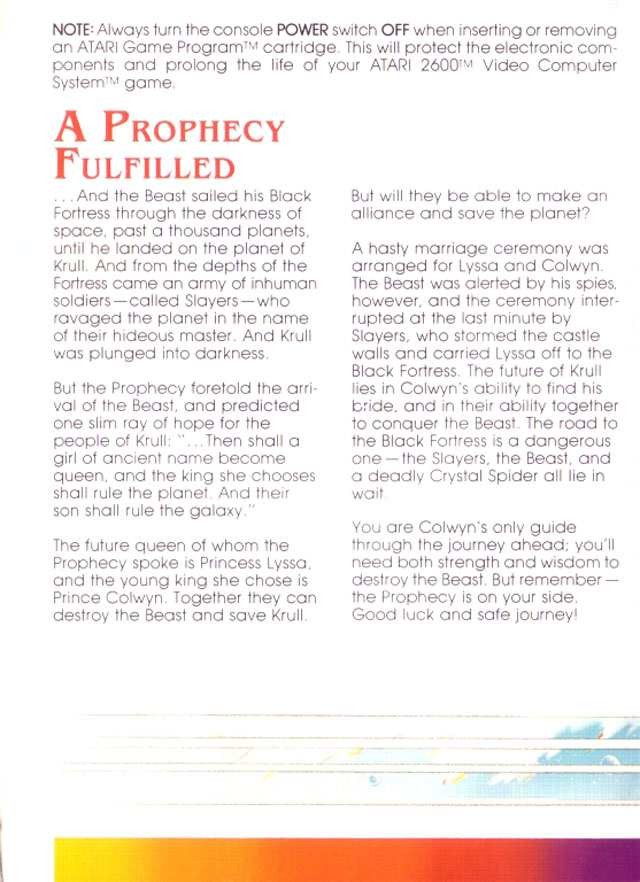 NOTE: Always turn the console POWER switch OFF when inserting or removing
an ATARI Game Program™ cartridge. This will protect the electronic com-
ponents and prolong the life of your ATARI 2600™ Video Computer
System™ game.
A PROPHECY
FULFILLED
...And the Beast sailed his Black
Fortress through the darkness of
space, past a thousand planets,
until he landed on the planet of
Krull. And from the depths of the
Fortress came an army of inhuman
soldiers—called Slayers—who
ravaged the planet in the name
of their hideous master. And Krull
was plunged into darkness.
But the Prophecy foretold the arri-
val of the Beast, and predicted
one slim ray of hope for the
people of Krull: "...Then shall a
girl of ancient name become
queen, and the king she chooses
shall rule the planet. And their
son shall rule the galaxy."
The future queen of whom the
Prophecy spoke is Princess Lyssa,
and the young king she chose is
Prince Colwyn. Together they can
destroy the Beast and save Krull.
But will they be able to make an
alliance and save the planet?
A hasty marriage ceremony was
arranged for Lyssa and Colwyn.
The Beast was alerted by his spies,
however, and the ceremony inter-
rupted at the last minute by
Slayers, who stormed the castle
walls and carried Lyssa off to the
Black Fortress. The future of Krull
lies in Colwyn's ability to find his
bride, and in their ability together
to conquer the Beast. The road to
the Black Fortress is a dangerous
one—the Slayers, the Beast, and
a deadly Crystal Spider all lie in
wait.
You are Colwyn's only guide
through the journey ahead; you'll
need both strength and wisdom to
destroy the Beast. But remember—
the Prophecy is on your side.
Good luck and safe journey!